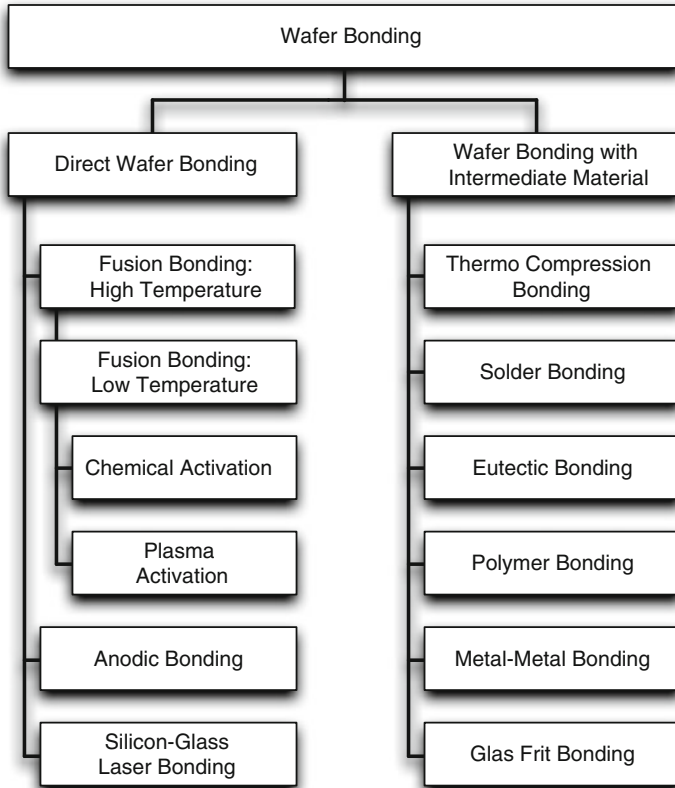 Wafer Bonding
Direct Wafer Bonding
Fusion Bonding:
High Temperature
Fusion Bonding:
Low Temperature
Chemical Activation
Plasma
Activation
Anodic Bonding
Silicon-Glass
Laser Bonding
Wafer Bonding with
Intermediate Material
Thermo Compression
Bonding
Solder Bonding
Eutectic Bonding
Polymer Bonding
Metal-Metal Bonding
Glas Frit Bonding